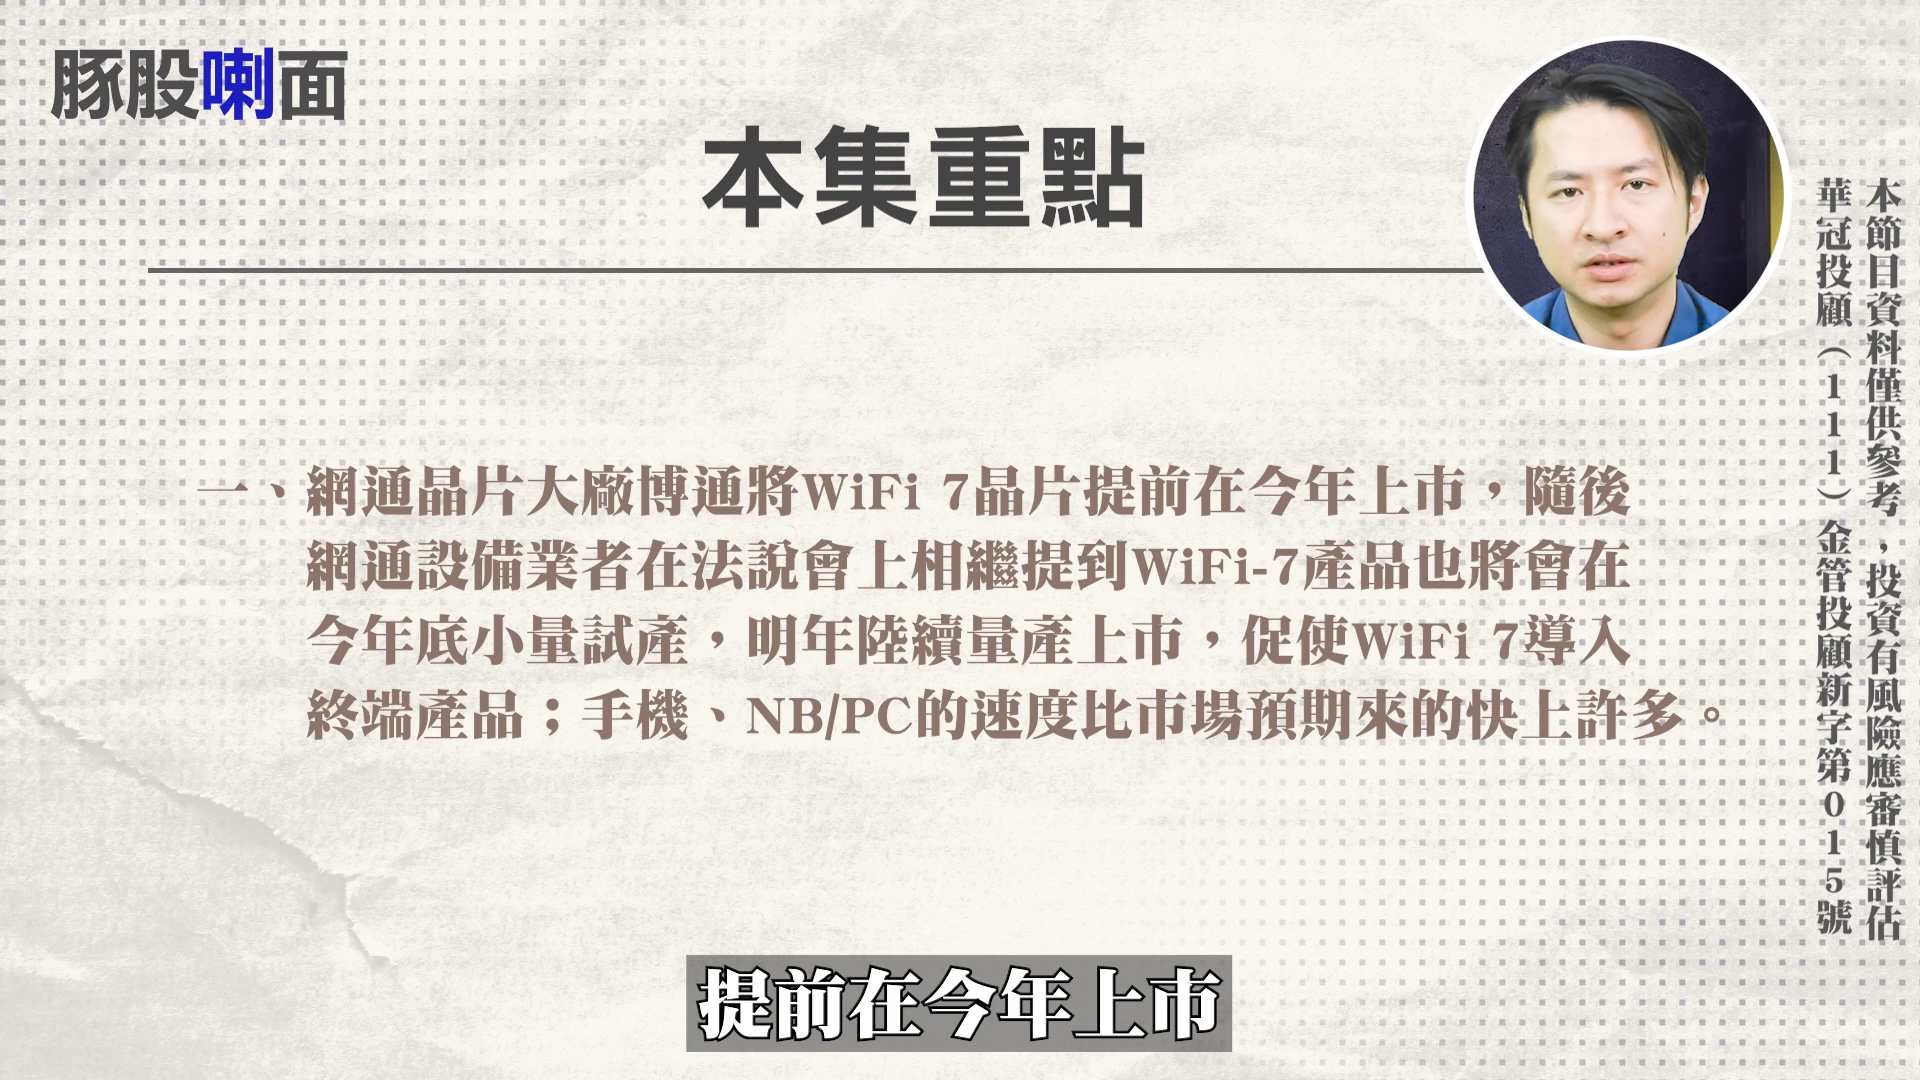 豚股喇面
本集重點
一、網通晶片大廠博通將WiFi 7晶片提前在今年上市，隨後
網通設備業者在法說會上相繼提到WiFi-7產品也將會在
今年底小量試產，明年陸續量產上市，促使WiFi 7導入
終端產品；手機、NB/PC的速度比市場預期來的快上許多。
本節目資料僅供參考，投資有風險應審慎評估
華冠投顧（111）金管投顧新字第015號
提前在今年上市